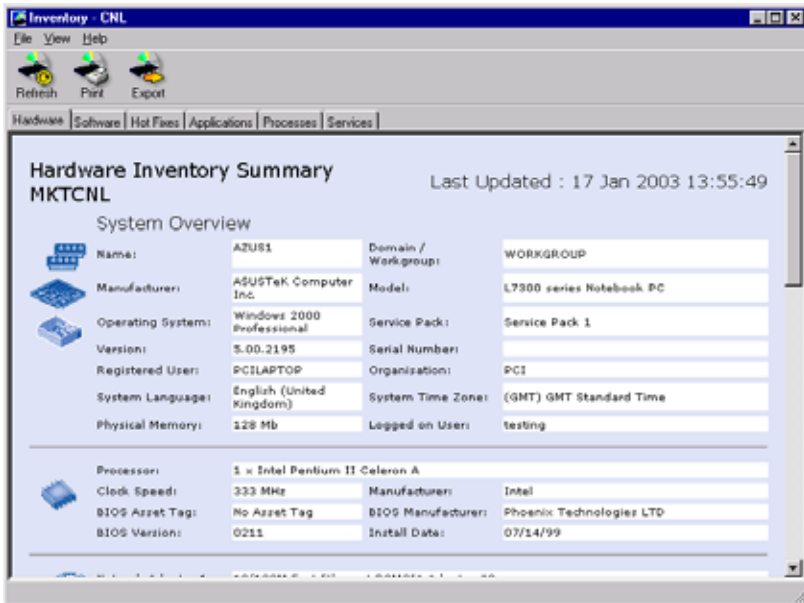 Inventory - CNL
File View Help
Refresh Print Export
Hardware Software Hot Fixes Applications Processes Services
Hardware Inventory Summary
MKTCNL
Last Updated : 17 Jan 2003 13:55:49
System Overview
Name: AZUS1 Domain / Workgroup: WORKGROUP
Manufacturer: ASUSTeK Computer Inc. Model: L7300 series Notebook PC
Operating System: Windows 2000 Professional Service Pack: Service Pack 1
Version: 5.00.2195 Serial Number:
Registered User: PCILAPTOP Organisation: PCI
System Language: English (United Kingdom) System Time Zone: (GMT) GMT Standard Time
Physical Memory: 128 Mb Logged on User: testing
Processor: 1 x Intel Pentium II Celeron A
Clock Speed: 333 MHz Manufacturer: Intel
BIOS Asset Tag: No Asset Tag BIOS Manufacturer: Phoenix Technologies LTD
BIOS Version: 0211 Install Date: 07/14/99